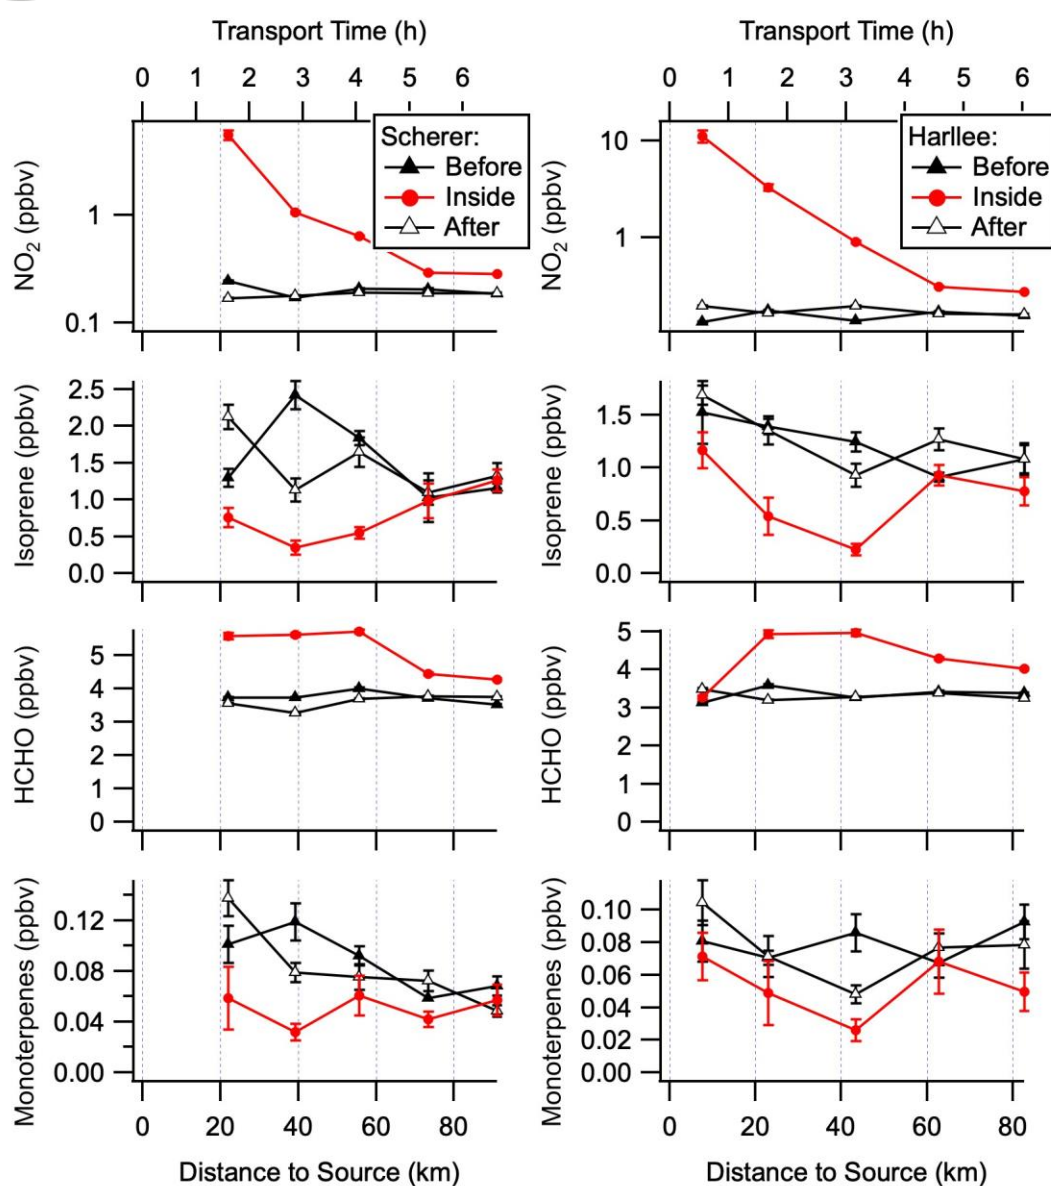 Transport Time (h)
0 1 2 3 4 5 6
NO2 (ppbv)
1
0.1
Scherer:
Before
Inside
After
Isoprene (ppbv)
2.5
2.0
1.5
1.0
0.5
0.0
HCHO (ppbv)
5
4
3
2
1
0
Monoterpenes (ppbv)
0.12
0.08
0.04
0.00
0 20 40 60 80
Distance to Source (km)
Transport Time (h)
0 1 2 3 4 5 6
NO2 (ppbv)
10
1
Harllee:
Before
Inside
After
Isoprene (ppbv)
1.5
1.0
0.5
0.0
HCHO (ppbv)
5
4
3
2
1
0
Monoterpenes (ppbv)
0.10
0.08
0.06
0.04
0.02
0.00
0 20 40 60 80
Distance to Source (km)